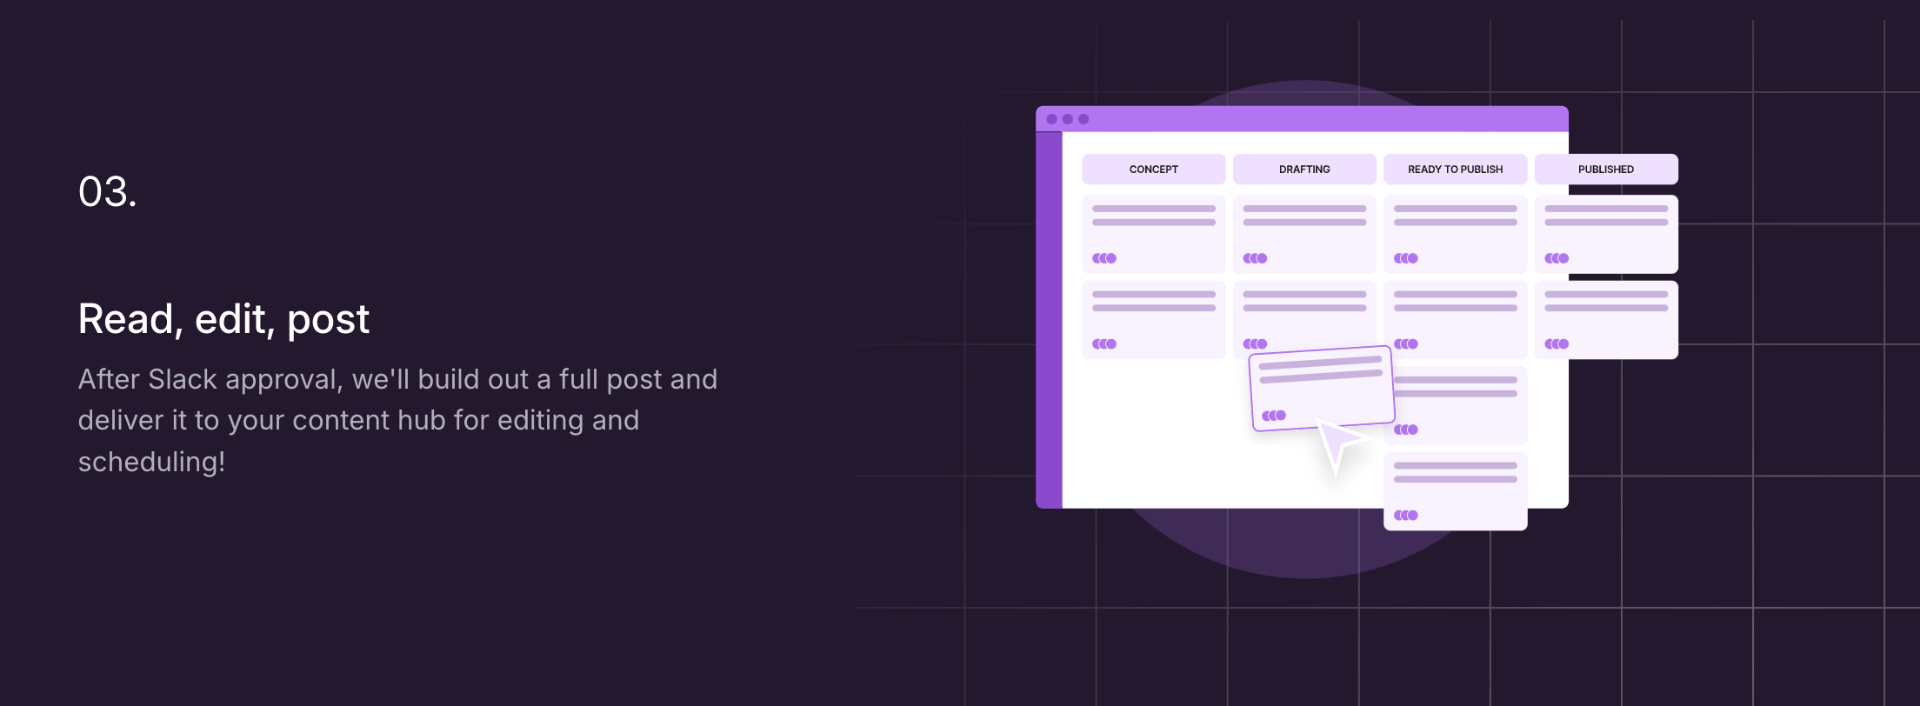 03.
Read, edit, post
After Slack approval, we'll build out a full post and
deliver it to your content hub for editing and
scheduling!
CONCEPT
DRAFTING
READY TO PUBLISH
PUBLISHED